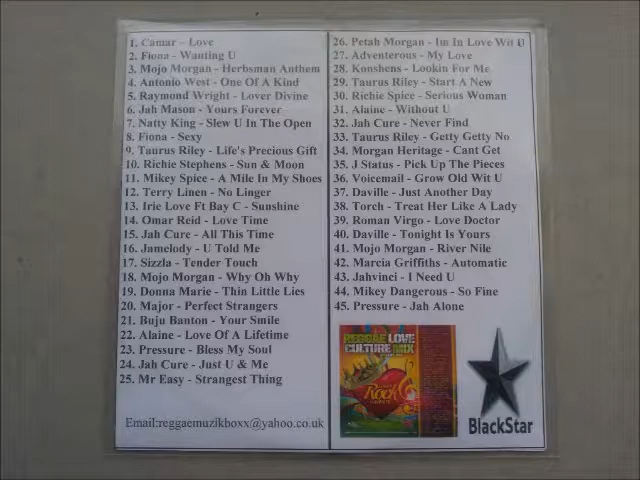 1. Camar - Love
2. Fiona - Wanting U
3. Mojo Morgan - Herbsman Anthem
4. Antonio West - One Of A Kind
5. Raymond Wright - Lover Divine
6. Jah Mason - Yours Forever
7. Natty King - Slew U In The Open
8. Fiona - Sexy
9. Taurus Riley - Life's Precious Gift
10. Richie Stephens - Sun & Moon
11. Mikey Spice - A Mile In My Shoes
12. Terry Linen - No Linger
13. Irie Love Ft Bay C - Sunshine
14. Omar Reid - Love Time
15. Jah Cure - All This Time
16. Jamelody - U Told Me
17. Sizzla - Tender Touch
18. Mojo Morgan - Why Oh Why
19. Donna Marie - Thin Little Lies
20. Major - Perfect Strangers
21. Buju Banton - Your Smile
22. Alaine - Love Of A Lifetime
23. Pressure - Bless My Soul
24. Jah Cure - Just U & Me
25. Mr Easy - Strangest Thing
Email:reggaemuzikboxx@yahoo.co.uk
26. Petah Morgan - Im In Love Wit U
27. Adventerous - My Love
28. Konshens - Lookin For Me
29. Taurus Riley - Start A New
30. Richie Spice - Serious Woman
31. Alaine - Without U
32. Jah Cure - Never Find
33. Taurus Riley - Getty Getty No
34. Morgan Heritage - Cant Get
35. J Status - Pick Up The Pieces
36. Voicemail - Grow Old Wit U
37. Daville - Just Another Day
38. Torch - Treat Her Like A Lady
39. Roman Virgo - Love Doctor
40. Daville - Tonight Is Yours
41. Mojo Morgan - River Nile
42. Marcia Griffiths - Automatic
43. Jahvinci - I Need U
44. Mikey Dangerous - So Fine
45. Pressure - Jah Alone
REGGAE LOVE
CULTURE MIX
Rock
BlackStar